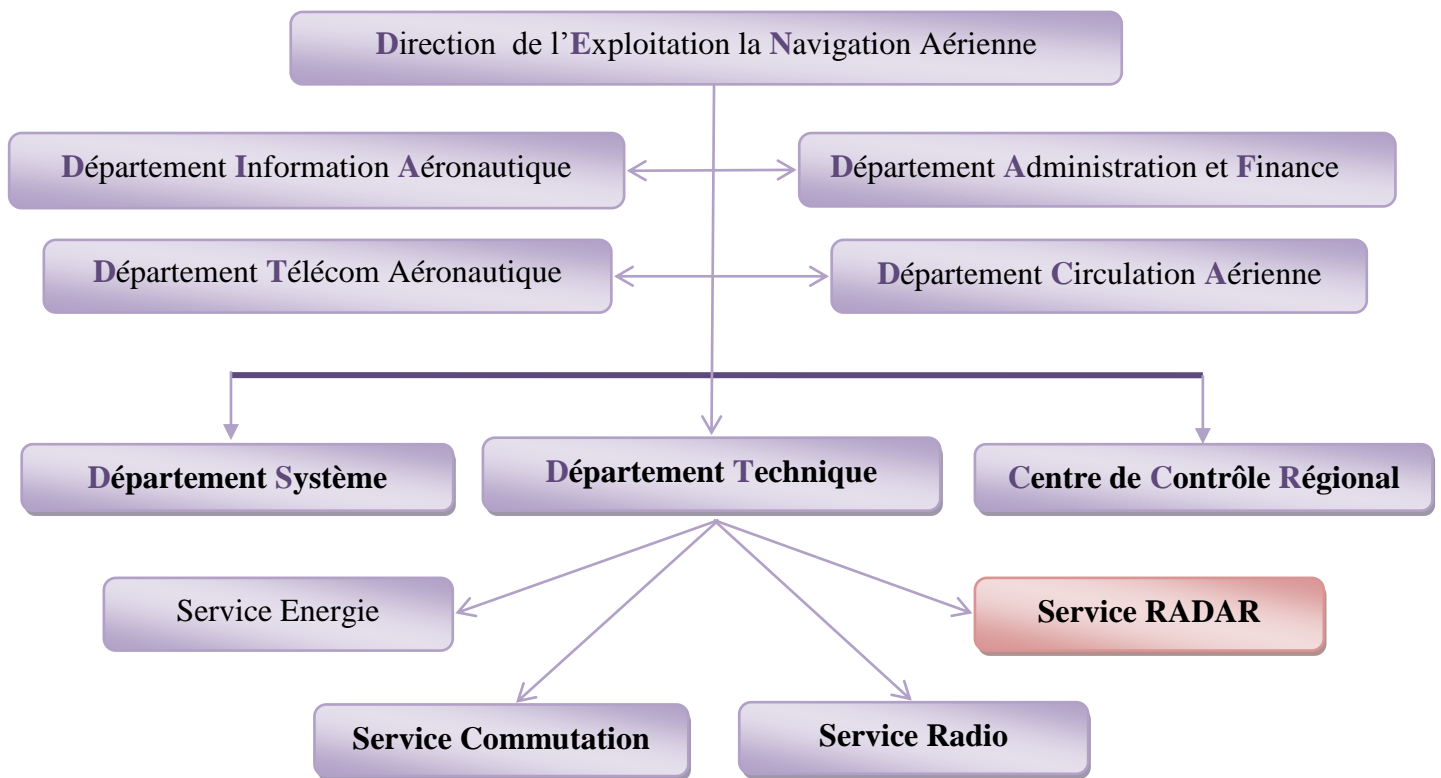 Direction de l’Exploitation la Navigation Aérienne
Département Information Aéronautique
Département Administration et Finance
Département Télécom Aéronautique
Département Circulation Aérienne
Département Système
Département Technique
Centre de Contrôle Régional
Service Energie
Service RADAR
Service Commutation
Service Radio